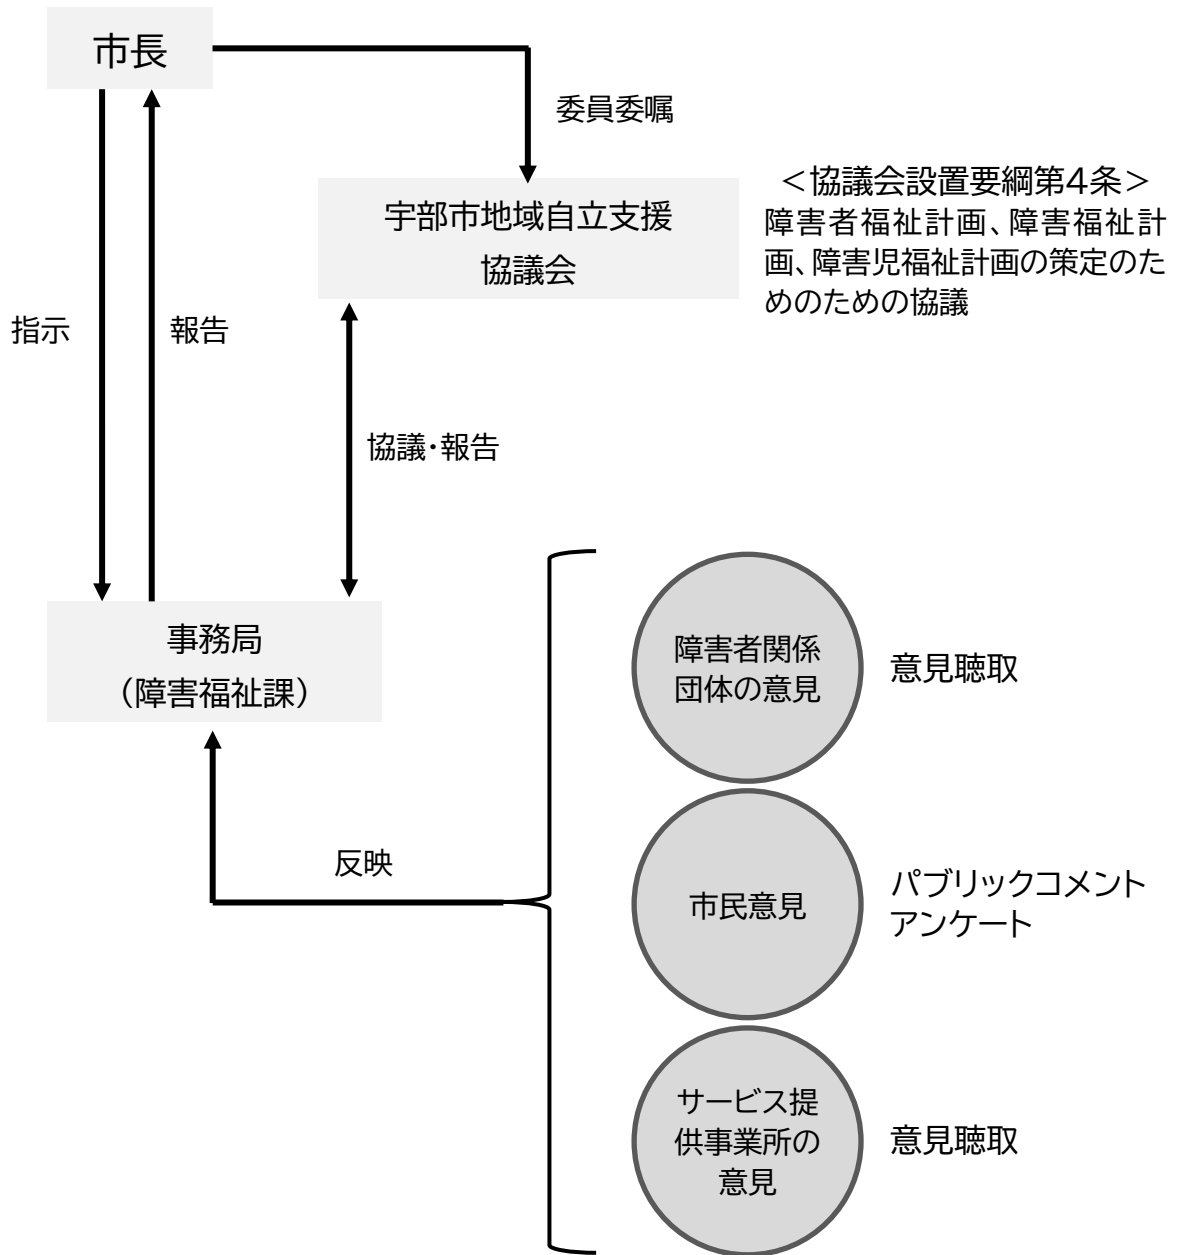 市長
委員委嘱
宇部市地域自立支援
協議会
＜協議会設置要綱第4条＞
障害者福祉計画、障害福祉計
画、障害児福祉計画の策定のた
めのための協議
指示
報告
協議・報告
事務局
（障害福祉課）
障害者関係
団体の意見
意見聴取
反映
市民意見
パブリックコメント
アンケート
サービス提
供事業所の
意見
意見聴取